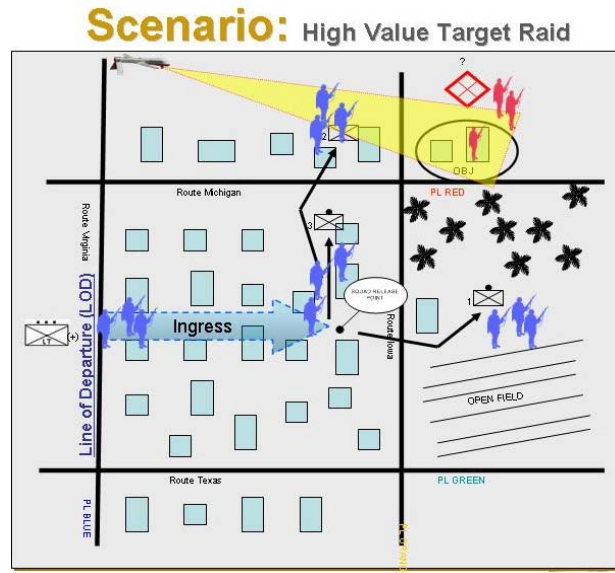 Scenario: High Value Target Raid
?
2
OBJ
Route Michigan
PL RED
Route Virginia
3
SQUAD RELEASE
POINT
1
Line of Departure (LOD)
Ingress
LT
(+)
Route Iowa
OPEN FIELD
Route Texas
PL GREEN
PL BLUE